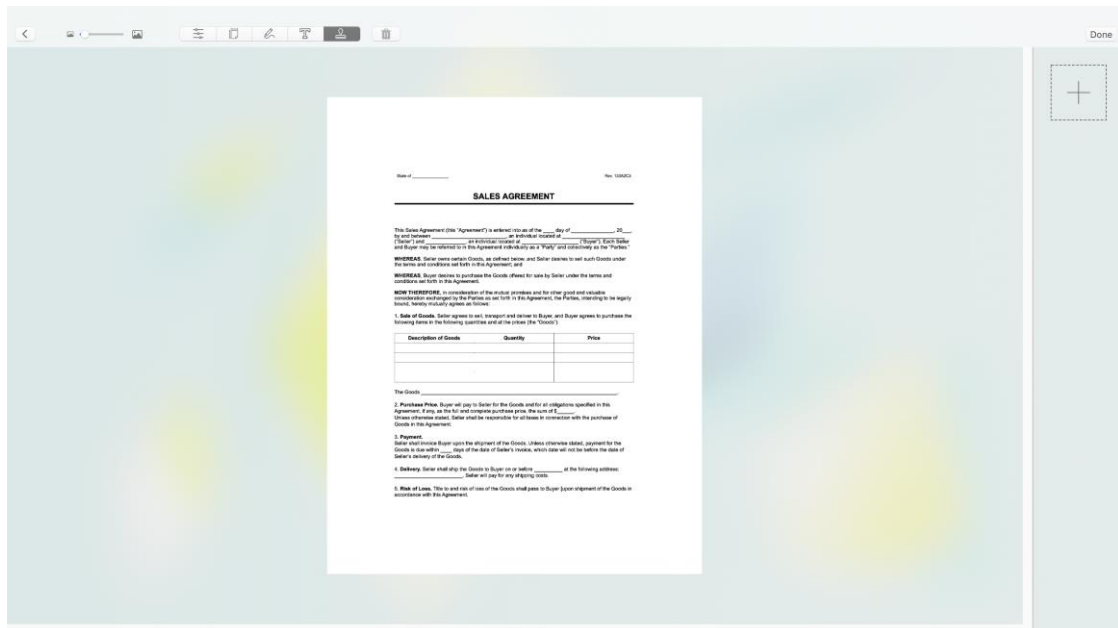 Done
State of ______________ Rev. 133A2C3
SALES AGREEMENT
This Sales Agreement (this "Agreement") is entered into as of the ____ day of ________________, 20___,
by and between ____________________________, an individual located at ________________________
("Seller") and ________________, an individual located at _____________________ ("Buyer"). Each Seller
and Buyer may be referred to in this Agreement individually as a "Party" and collectively as the "Parties."
WHEREAS, Seller owns certain Goods, as defined below, and Seller desires to sell such Goods under
the terms and conditions set forth in this Agreement; and
WHEREAS, Buyer desires to purchase the Goods offered for sale by Seller under the terms and
conditions set forth in this Agreement.
NOW THEREFORE, in consideration of the mutual promises and for other good and valuable
consideration exchanged by the Parties as set forth in this Agreement, the Parties, intending to be legally
bound, hereby mutually agrees as follows:
1. Sale of Goods. Seller agrees to sell, transport and deliver to Buyer, and Buyer agrees to purchase the
following items in the following quantities and at the prices (the "Goods"):
Description of Goods Quantity Price
The Goods ______________________________________________.
2. Purchase Price. Buyer will pay to Seller for the Goods and for all obligations specified in this
Agreement, if any, as the full and complete purchase price, the sum of $______.
Unless otherwise stated, Seller shall be responsible for all taxes in connection with the purchase of
Goods in this Agreement.
3. Payment.
Seller shall invoice Buyer upon the shipment of the Goods. Unless otherwise stated, payment for the
Goods is due within ____ days of the date of Seller's invoice, which date will not be before the date of
Seller's delivery of the Goods.
4. Delivery. Seller shall ship the Goods to Buyer on or before __________ at the following address:
_________________________. Seller will pay for any shipping costs.
5. Risk of Loss. Title to and risk of loss of the Goods shall pass to Buyer [upon shipment of the Goods in
accordance with this Agreement.